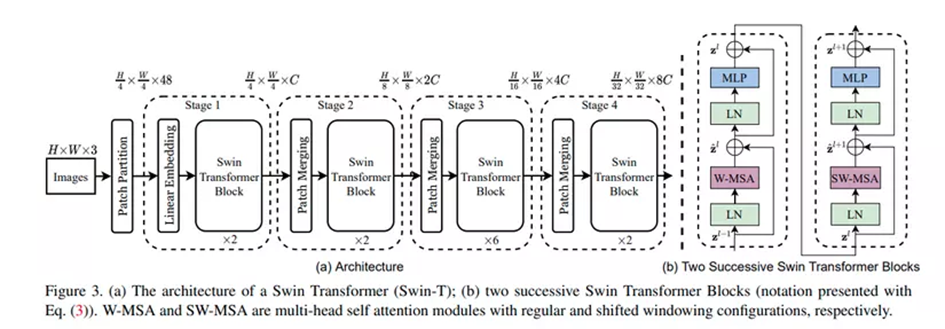 H/4 × W/4 × 48
H/4 × W/4 × C
H/8 × W/8 × 2C
H/16 × W/16 × 4C
H/32 × W/32 × 8C
Stage 1
Stage 2
Stage 3
Stage 4
H×W×3
Images
Patch Partition
Linear Embedding
Swin
Transformer
Block
×2
Patch Merging
Swin
Transformer
Block
×2
Patch Merging
Swin
Transformer
Block
×6
Patch Merging
Swin
Transformer
Block
×2
(a) Architecture
z^l
MLP
LN
ẑ^l
W-MSA
LN
z^{l-1}
z^{l+1}
MLP
LN
ẑ^{l+1}
SW-MSA
LN
z^l
(b) Two Successive Swin Transformer Blocks
Figure 3. (a) The architecture of a Swin Transformer (Swin-T); (b) two successive Swin Transformer Blocks (notation presented with
Eq. (3)). W-MSA and SW-MSA are multi-head self attention modules with regular and shifted windowing configurations, respectively.